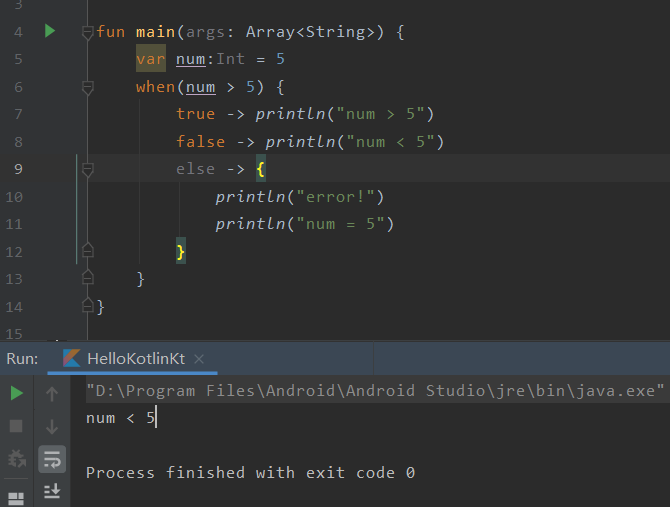 3
4 fun main(args: Array<String>) {
5 var num:Int = 5
6 when(num > 5) {
7 true -> println("num > 5")
8 false -> println("num < 5")
9 else -> {
10 println("error!")
11 println("num = 5")
12 }
13 }
14 }
15
Run: HelloKotlinKt ×
"D:\Program Files\Android\Android Studio\jre\bin\java.exe"
num < 5
Process finished with exit code 0